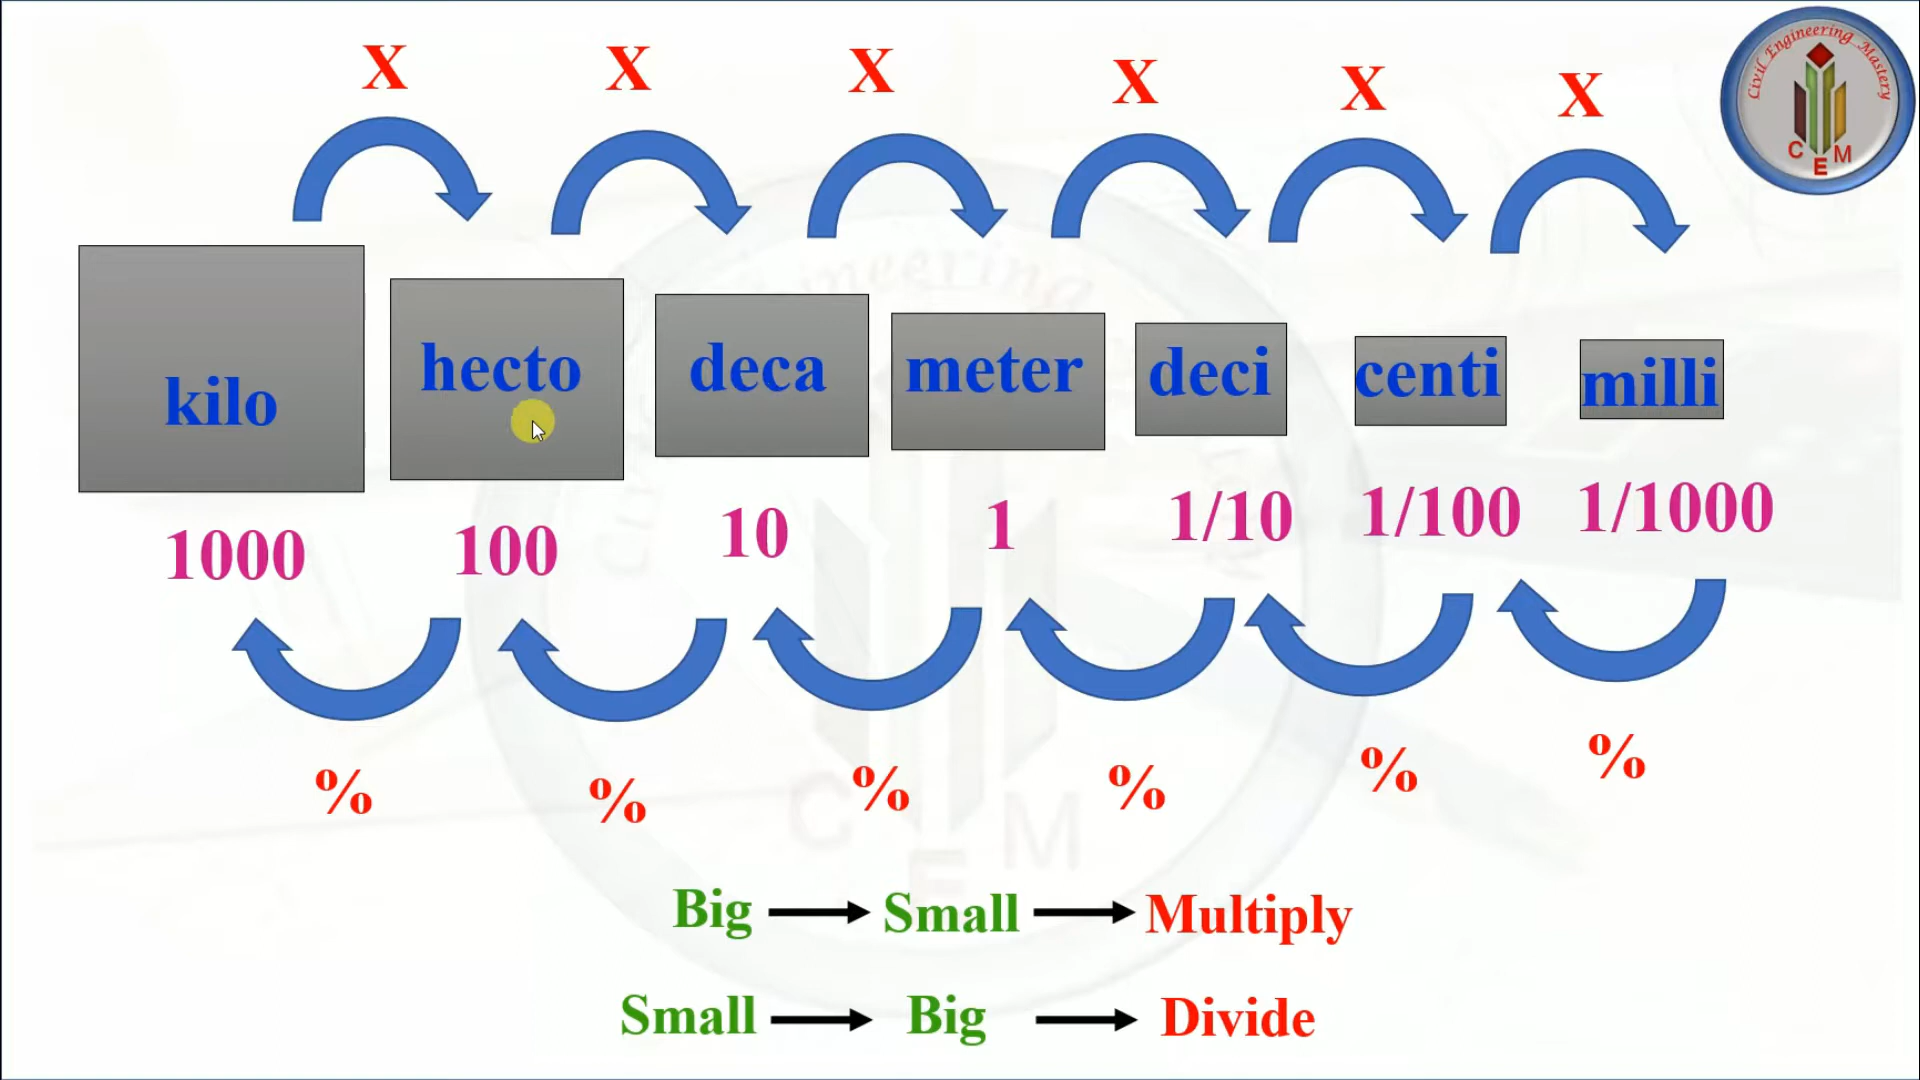 X X X X X X
Civil Engineering Mastery
C E M
kilo hecto deca meter deci centi milli
1000 100 10 1 1/10 1/100 1/1000
% % % % % %
Big Small Multiply
Small Big Divide